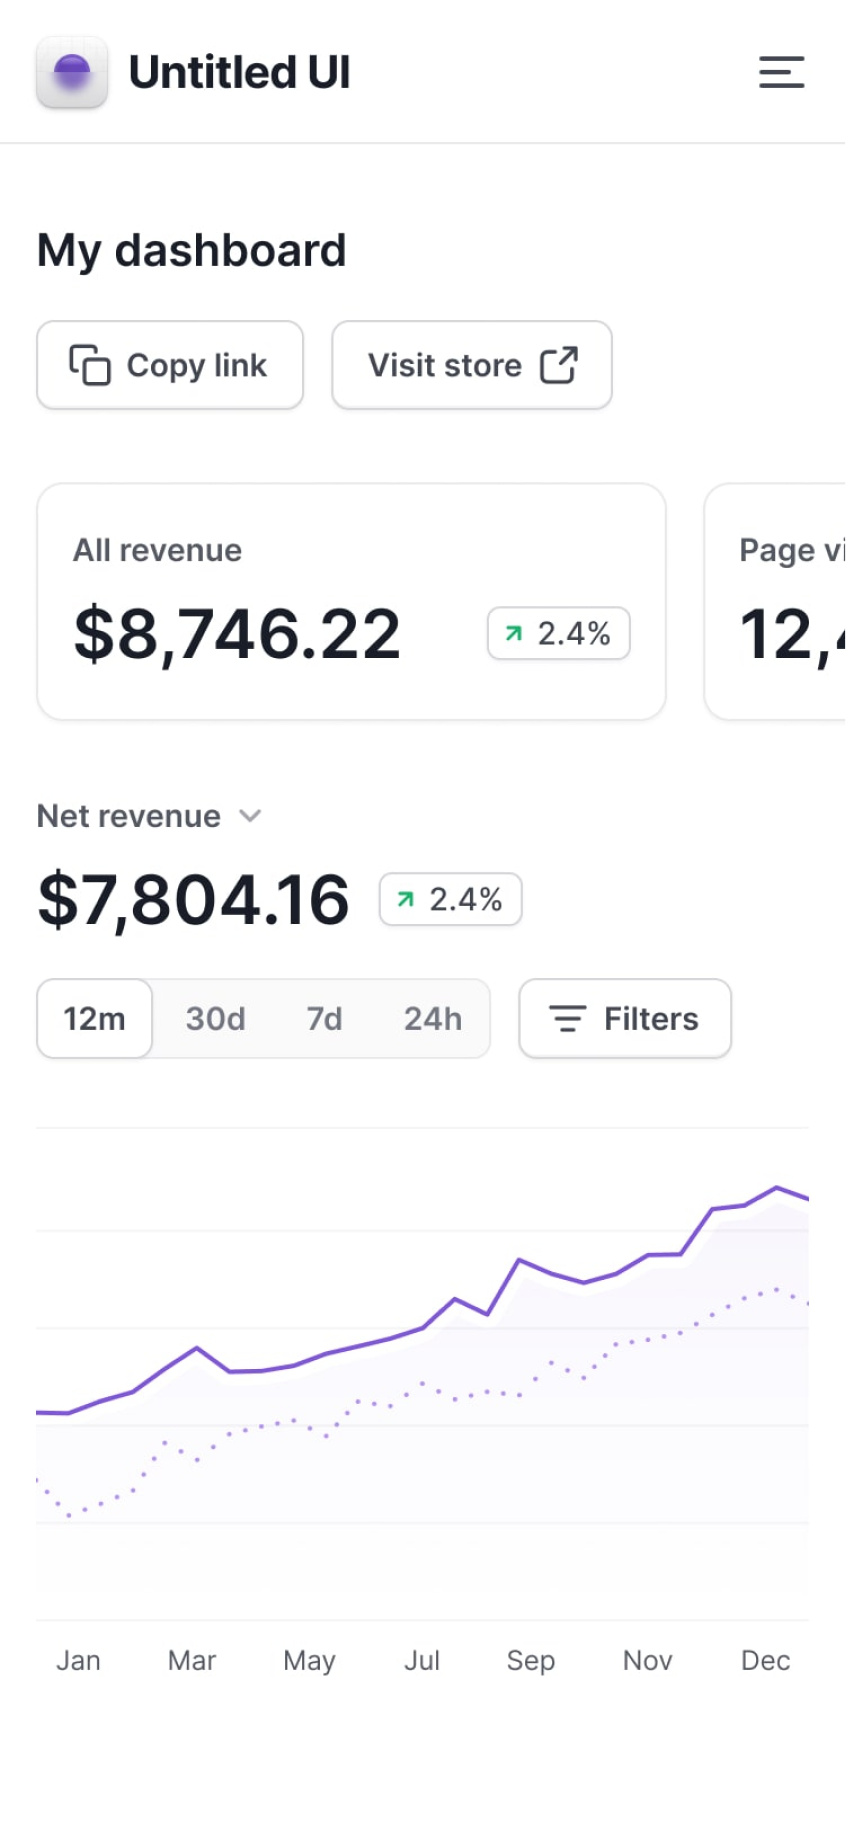 Untitled UI
My dashboard
Copy link
Visit store
All revenue
$8,746.22
2.4%
Page vi
12,4
Net revenue
$7,804.16
2.4%
12m 30d 7d 24h
Filters
Jan Mar May Jul Sep Nov Dec